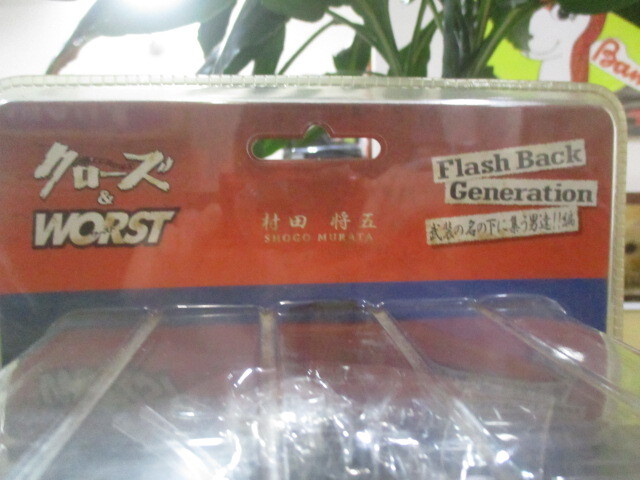 クローズ
&
WORST
村田 将五
SHOGO MURATA
Flash Back
Generation
武装の名の下に集う男達!!編
Ban